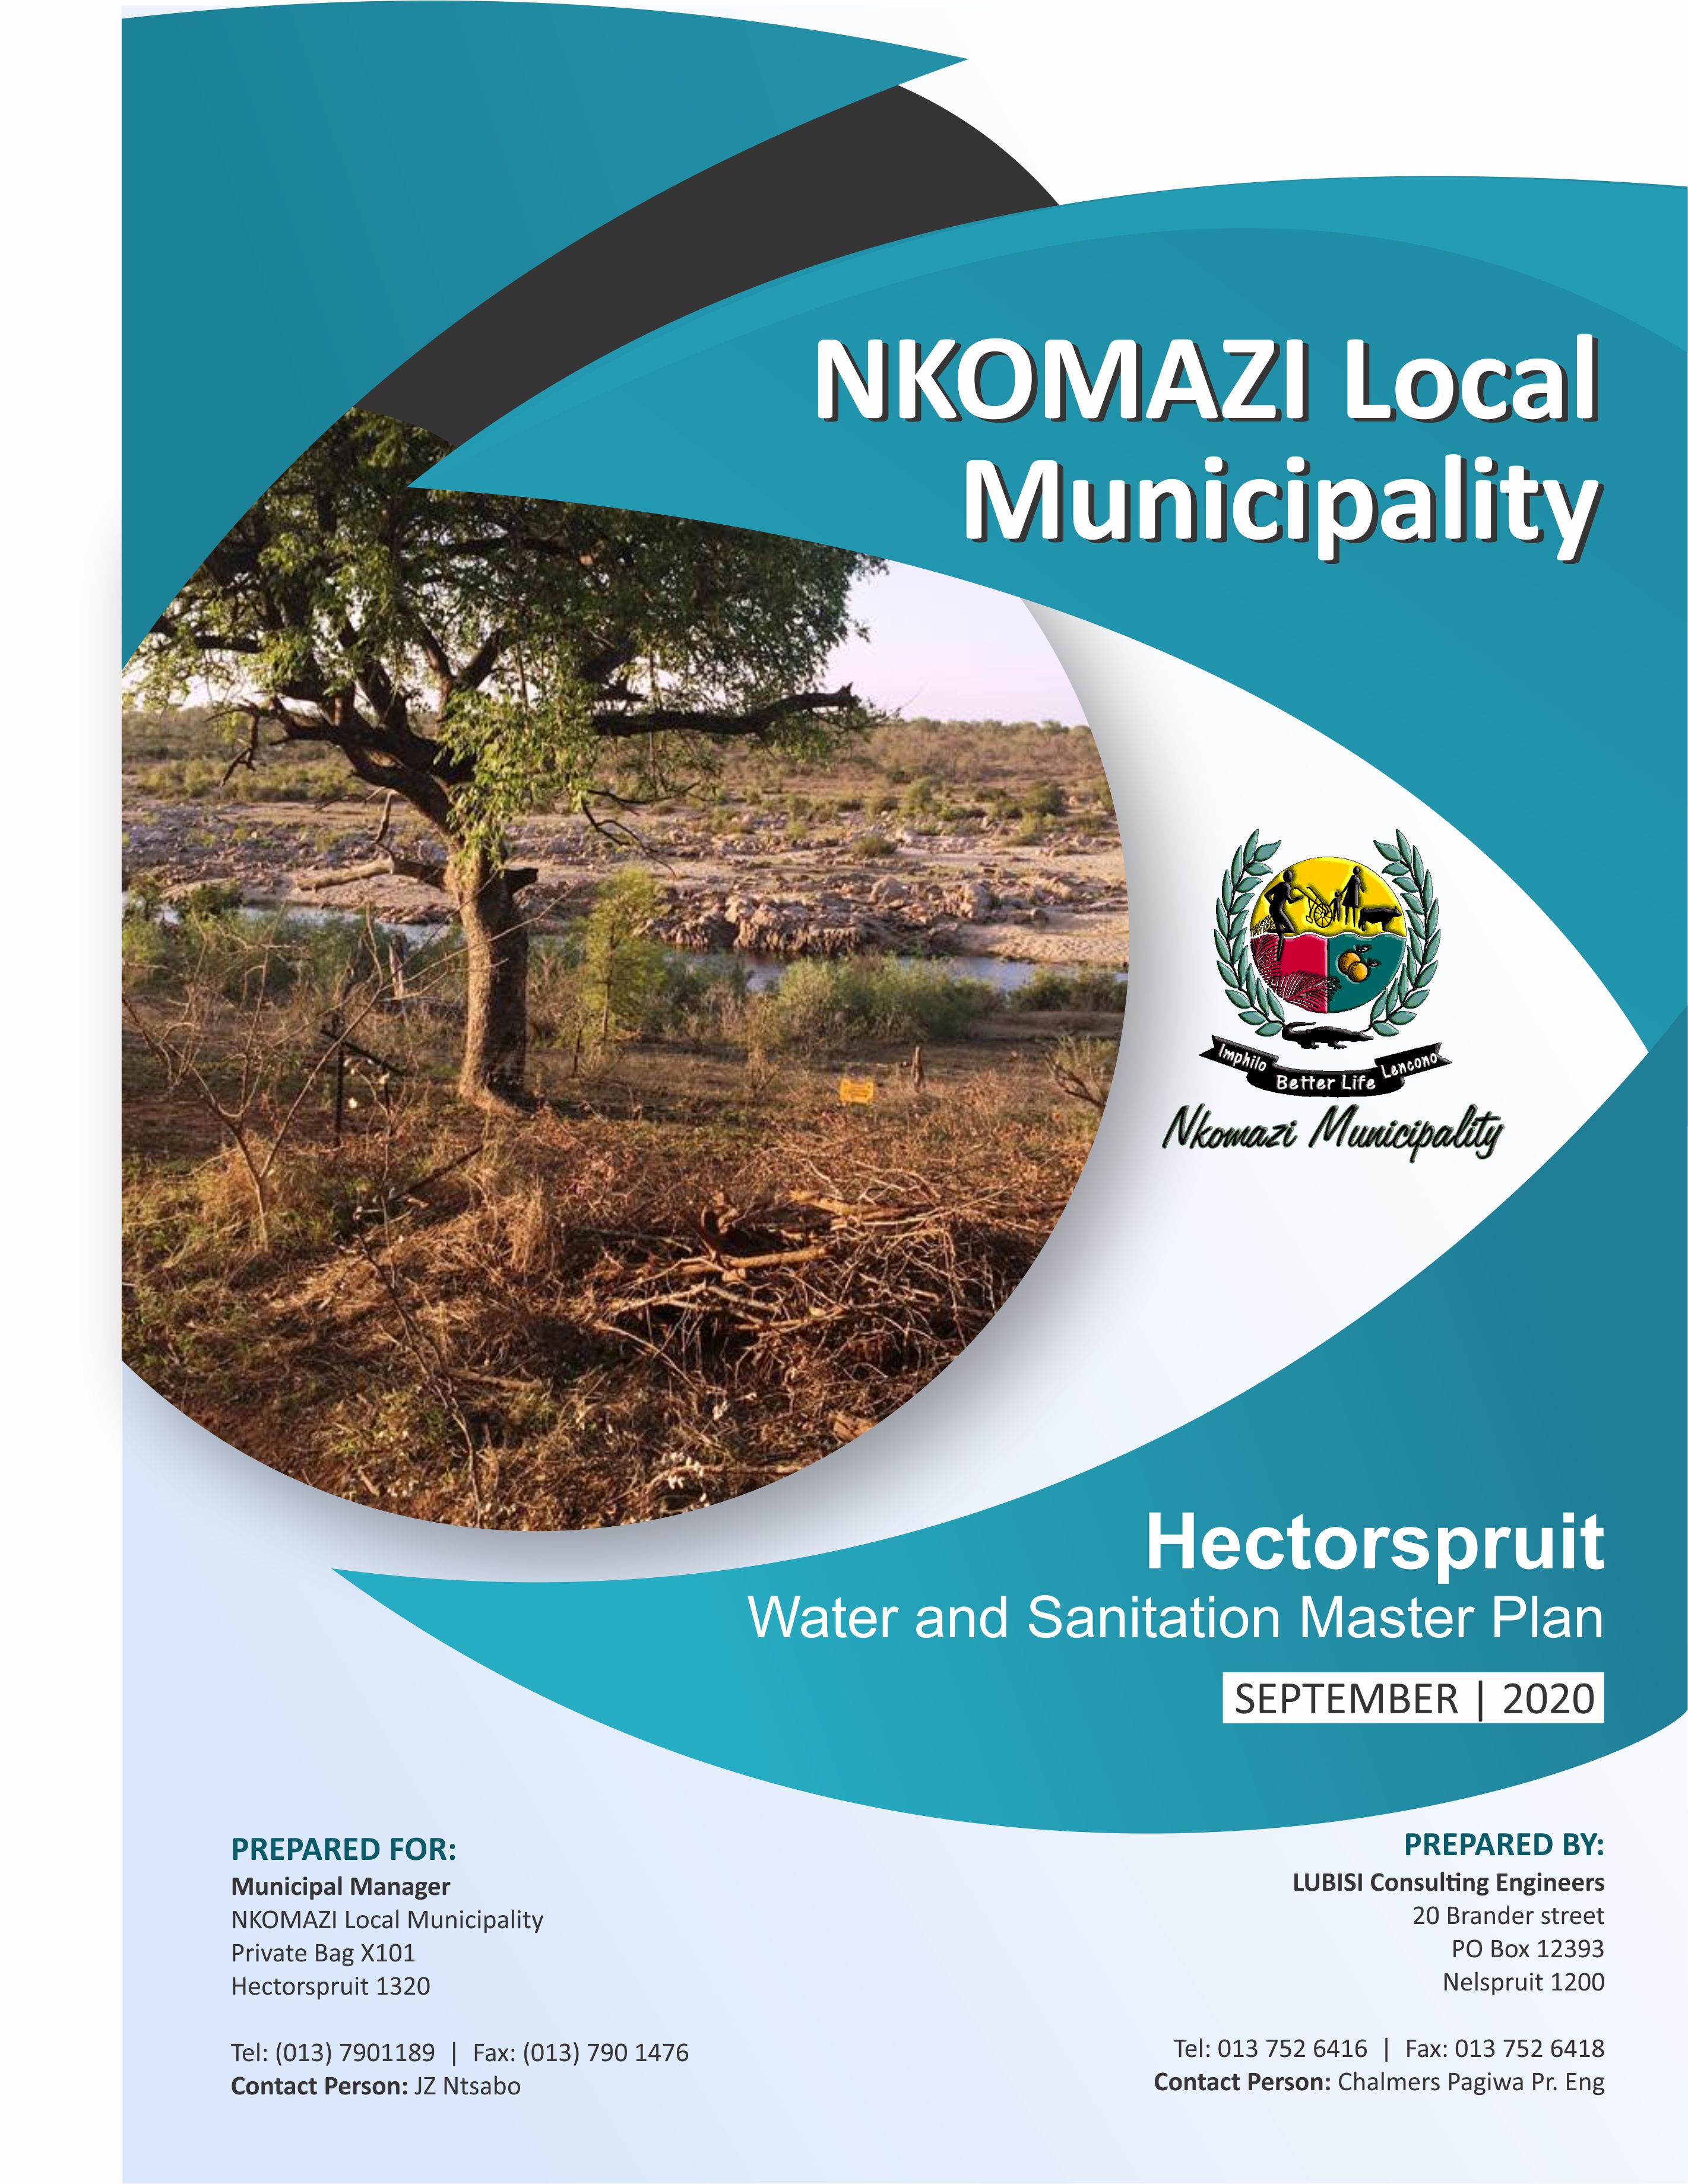 NKOMAZI Local
Municipality
Imphilo
Better Life
Lencono
Nkomazi Municipality
Hectorspruit
Water and Sanitation Master Plan
SEPTEMBER | 2020
PREPARED FOR:
Municipal Manager
NKOMAZI Local Municipality
Private Bag X101
Hectorspruit 1320
Tel: (013) 7901189 | Fax: (013) 790 1476
Contact Person: JZ Ntsabo
PREPARED BY:
LUBISI Consulting Engineers
20 Brander street
PO Box 12393
Nelspruit 1200
Tel: 013 752 6416 | Fax: 013 752 6418
Contact Person: Chalmers Pagiwa Pr. Eng